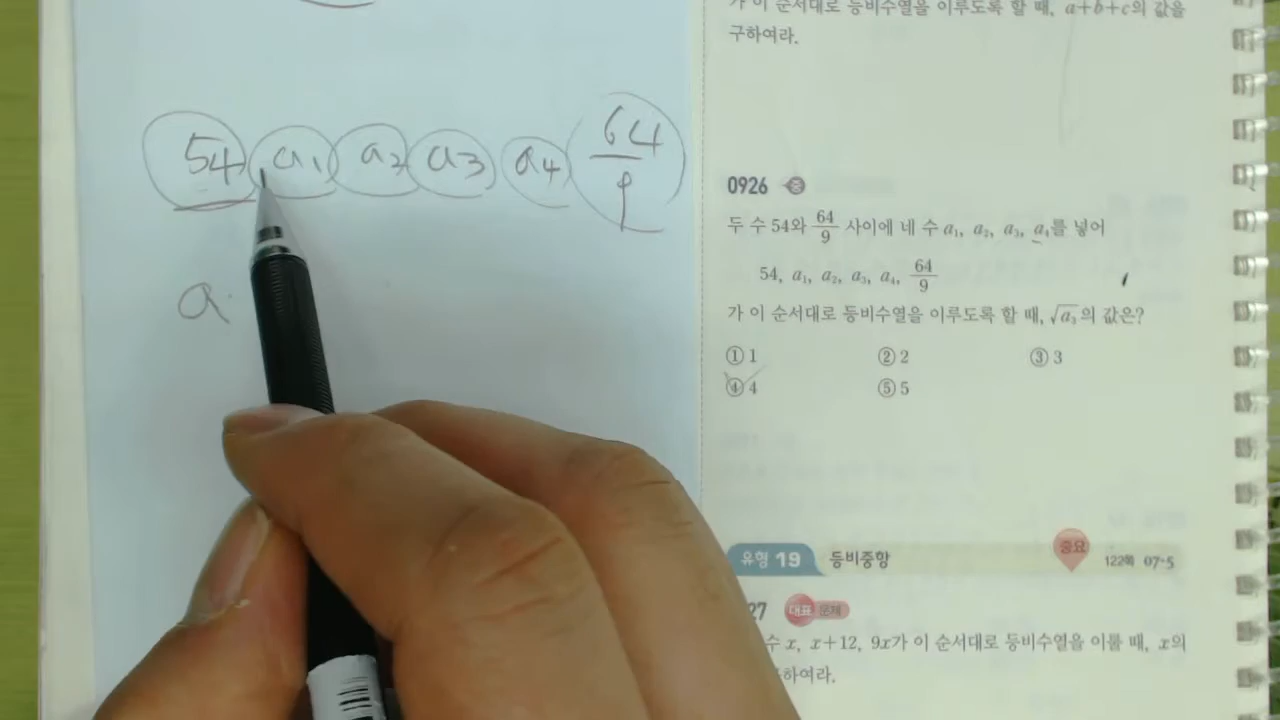 54 a₁ a₂ a₃ a₄ 64/9
a
가 이 순서대로 등비수열을 이루도록 할 때, a+b+c의 값을
구하여라.
0926 중
두 수 54와 64/9 사이에 네 수 a₁, a₂, a₃, a₄를 넣어
54, a₁, a₂, a₃, a₄, 64/9
가 이 순서대로 등비수열을 이루도록 할 때, √a₃의 값은?
① 1 ② 2 ③ 3
④ 4 ⑤ 5
유형 19 등비중항 중요 122쪽 07-5
27 대표 문제
수 x, x+12, 9x가 이 순서대로 등비수열을 이룰 때, x의
하여라.